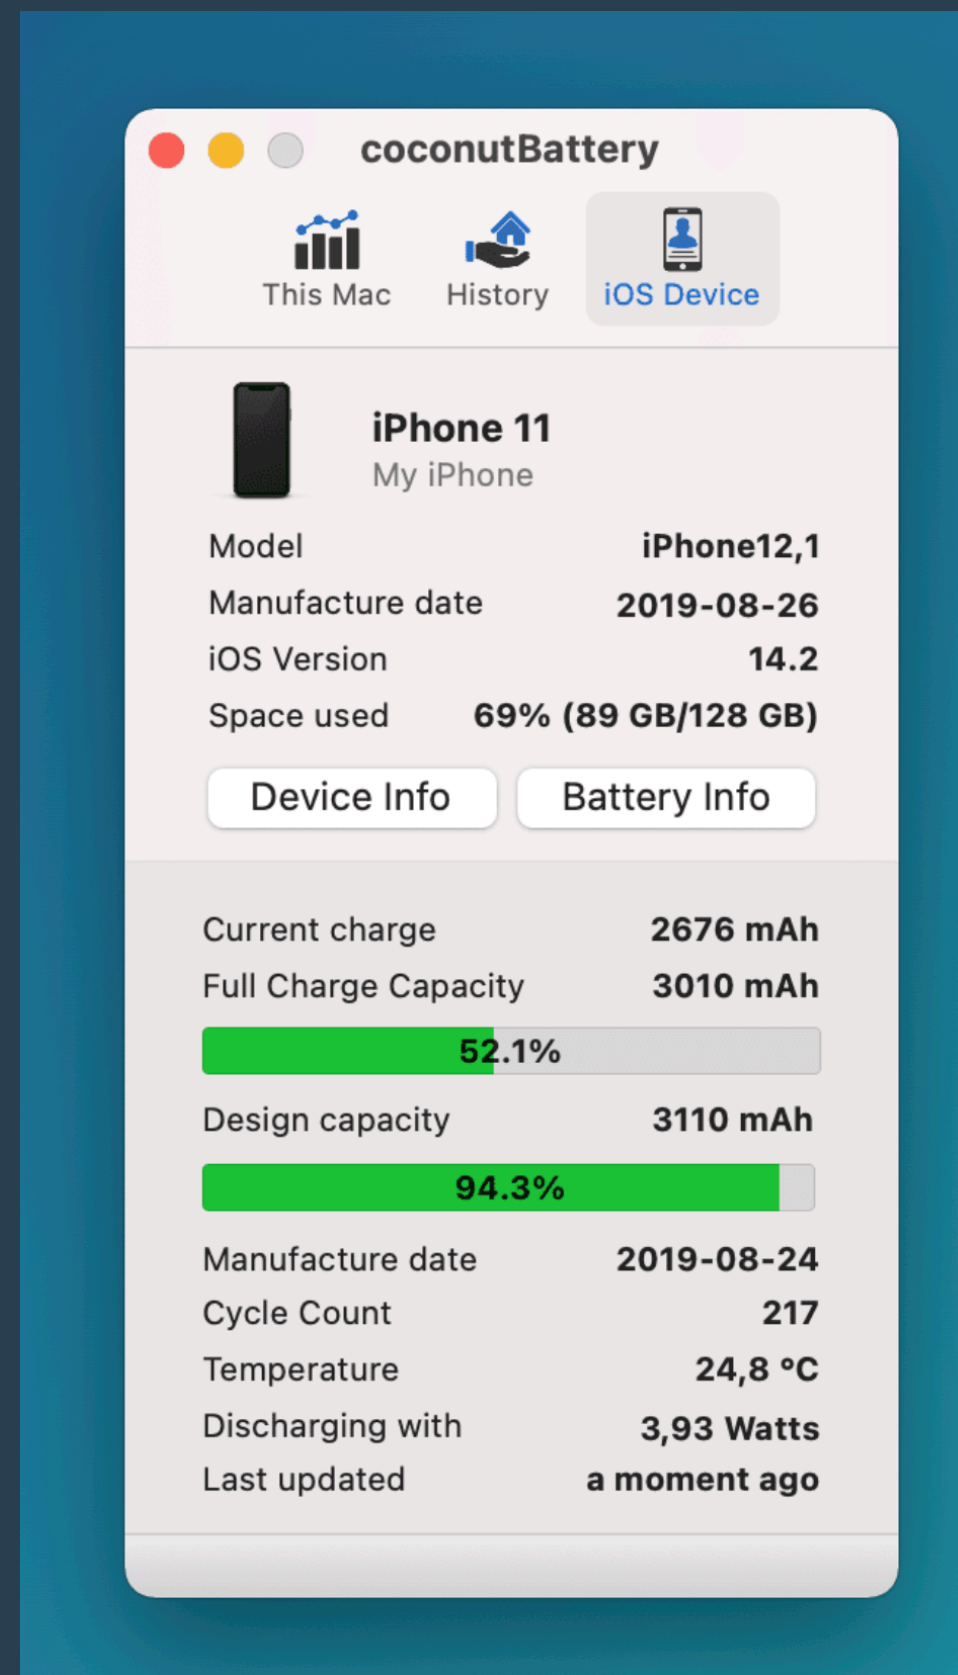 coconutBattery
This Mac History iOS Device
iPhone 11
My iPhone
Model iPhone12,1
Manufacture date 2019-08-26
iOS Version 14.2
Space used 69% (89 GB/128 GB)
Device Info Battery Info
Current charge 2676 mAh
Full Charge Capacity 3010 mAh
52.1%
Design capacity 3110 mAh
94.3%
Manufacture date 2019-08-24
Cycle Count 217
Temperature 24,8 °C
Discharging with 3,93 Watts
Last updated a moment ago